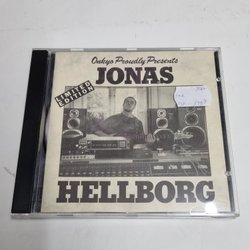 Onkyo Proudly Presents
JONAS
LIMITED
EDITION
HELLBORG